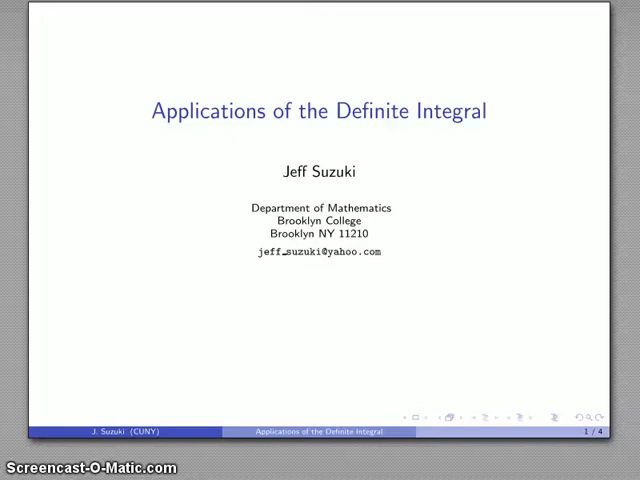 Applications of the Definite Integral
Jeff Suzuki
Department of Mathematics
Brooklyn College
Brooklyn NY 11210
jeff_suzuki@yahoo.com
J. Suzuki (CUNY)
Applications of the Definite Integral
1 / 4
Screencast-O-Matic.com